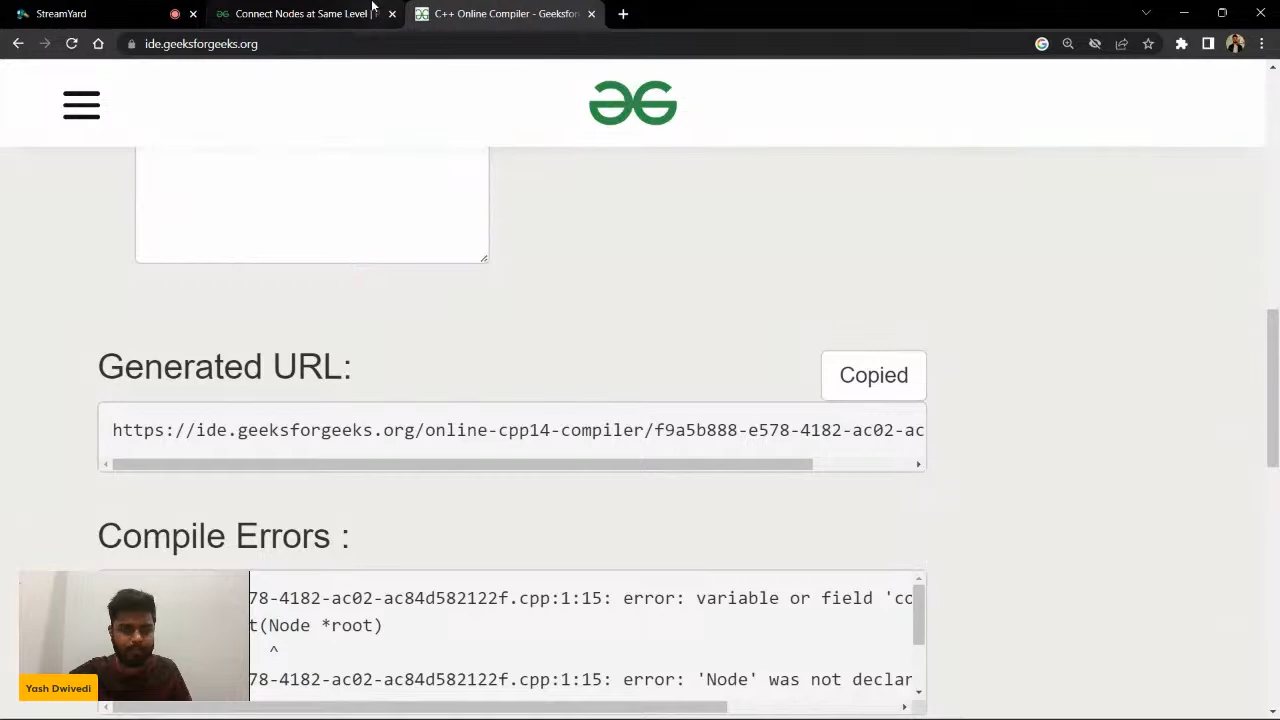 StreamYard
Connect Nodes at Same Level |
C++ Online Compiler - Geeksfor
ide.geeksforgeeks.org
Generated URL:
Copied
https://ide.geeksforgeeks.org/online-cpp14-compiler/f9a5b888-e578-4182-ac02-ac
Compile Errors :
78-4182-ac02-ac84d582122f.cpp:1:15: error: variable or field 'co
t(Node *root)
^
78-4182-ac02-ac84d582122f.cpp:1:15: error: 'Node' was not declar
Yash Dwivedi